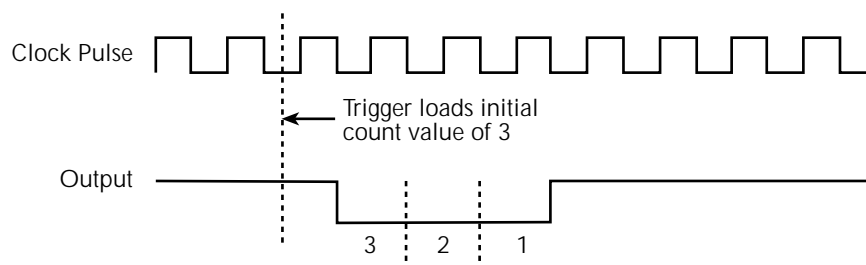 Clock Pulse
Trigger loads initial
count value of 3
Output
3 2 1